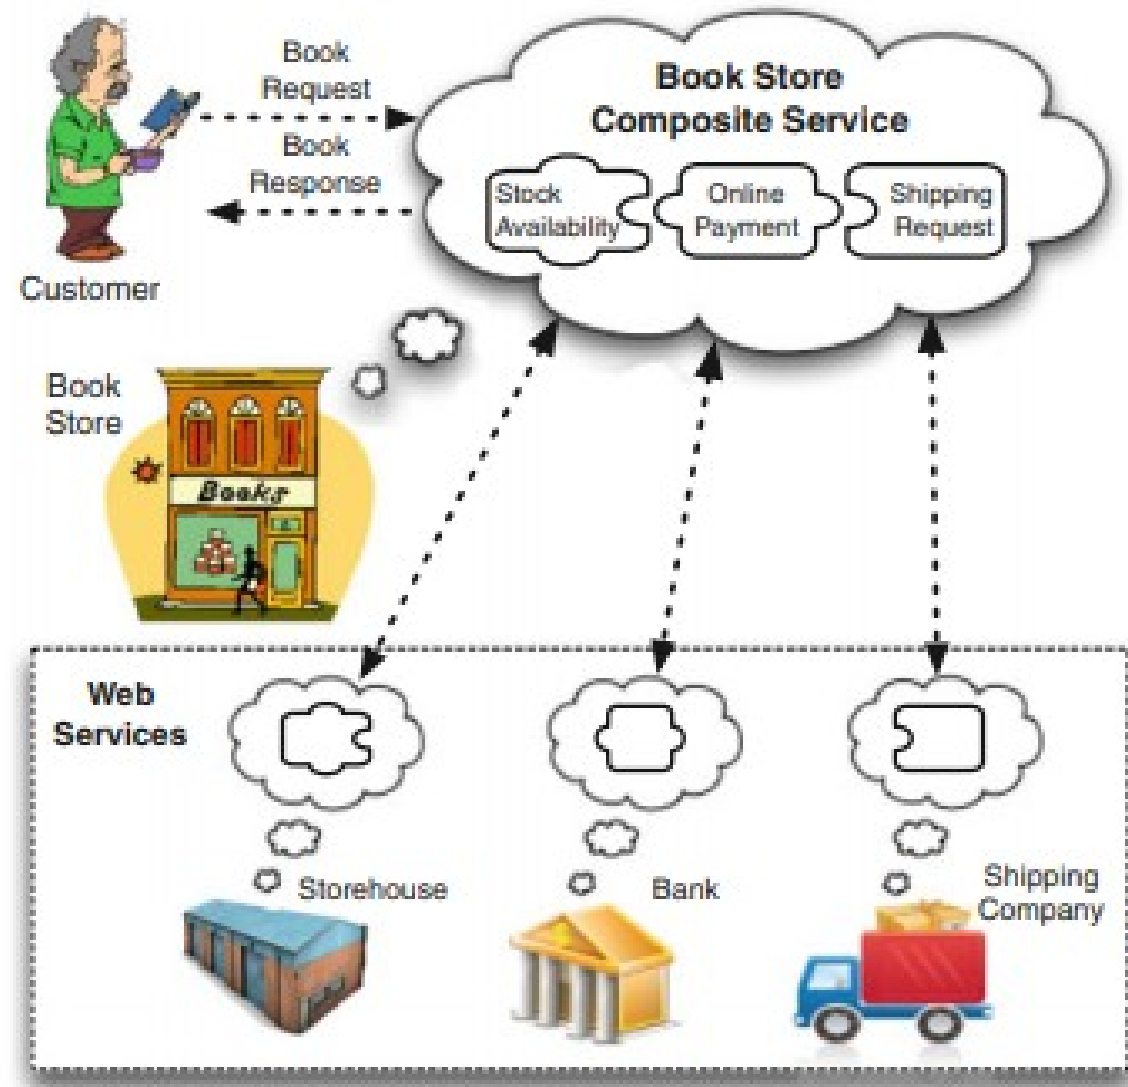 Book
Request
Book
Response
Customer
Book Store
Composite Service
Stock
Availability
Online
Payment
Shipping
Request
Book
Store
Books
Web
Services
Storehouse
Bank
Shipping
Company